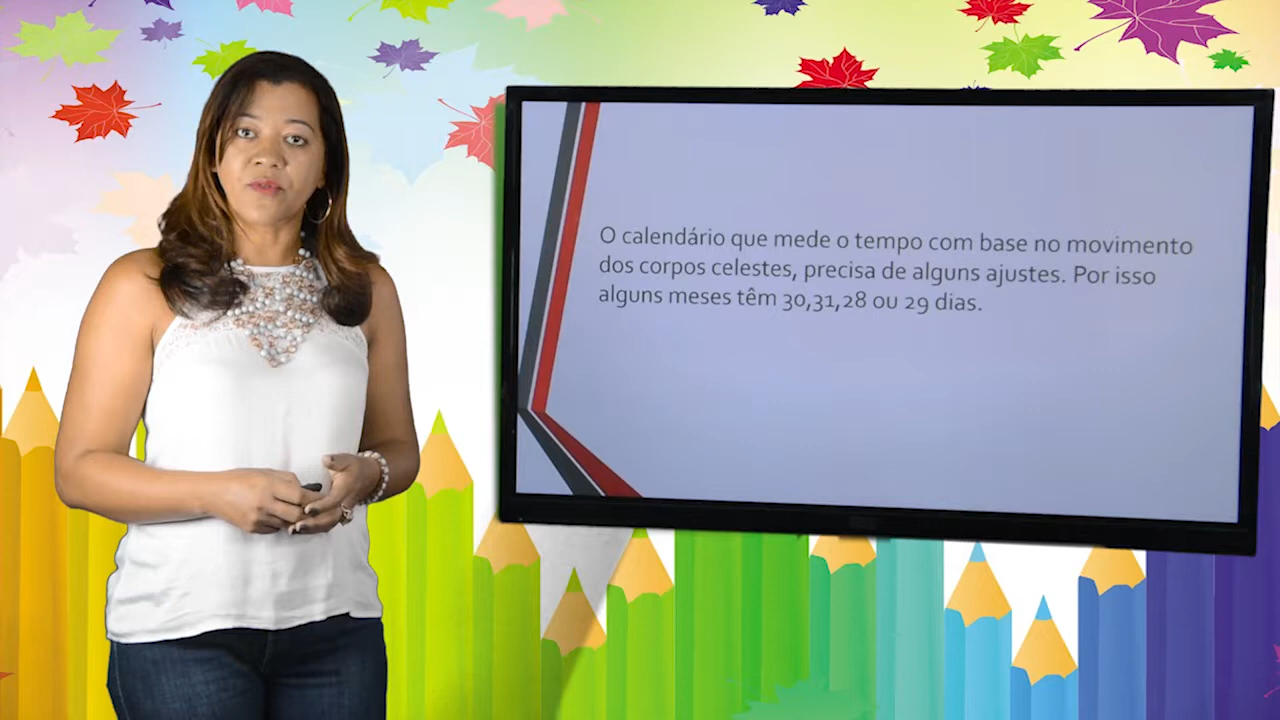 O calendário que mede o tempo com base no movimento
dos corpos celestes, precisa de alguns ajustes. Por isso
alguns meses têm 30,31,28 ou 29 dias.